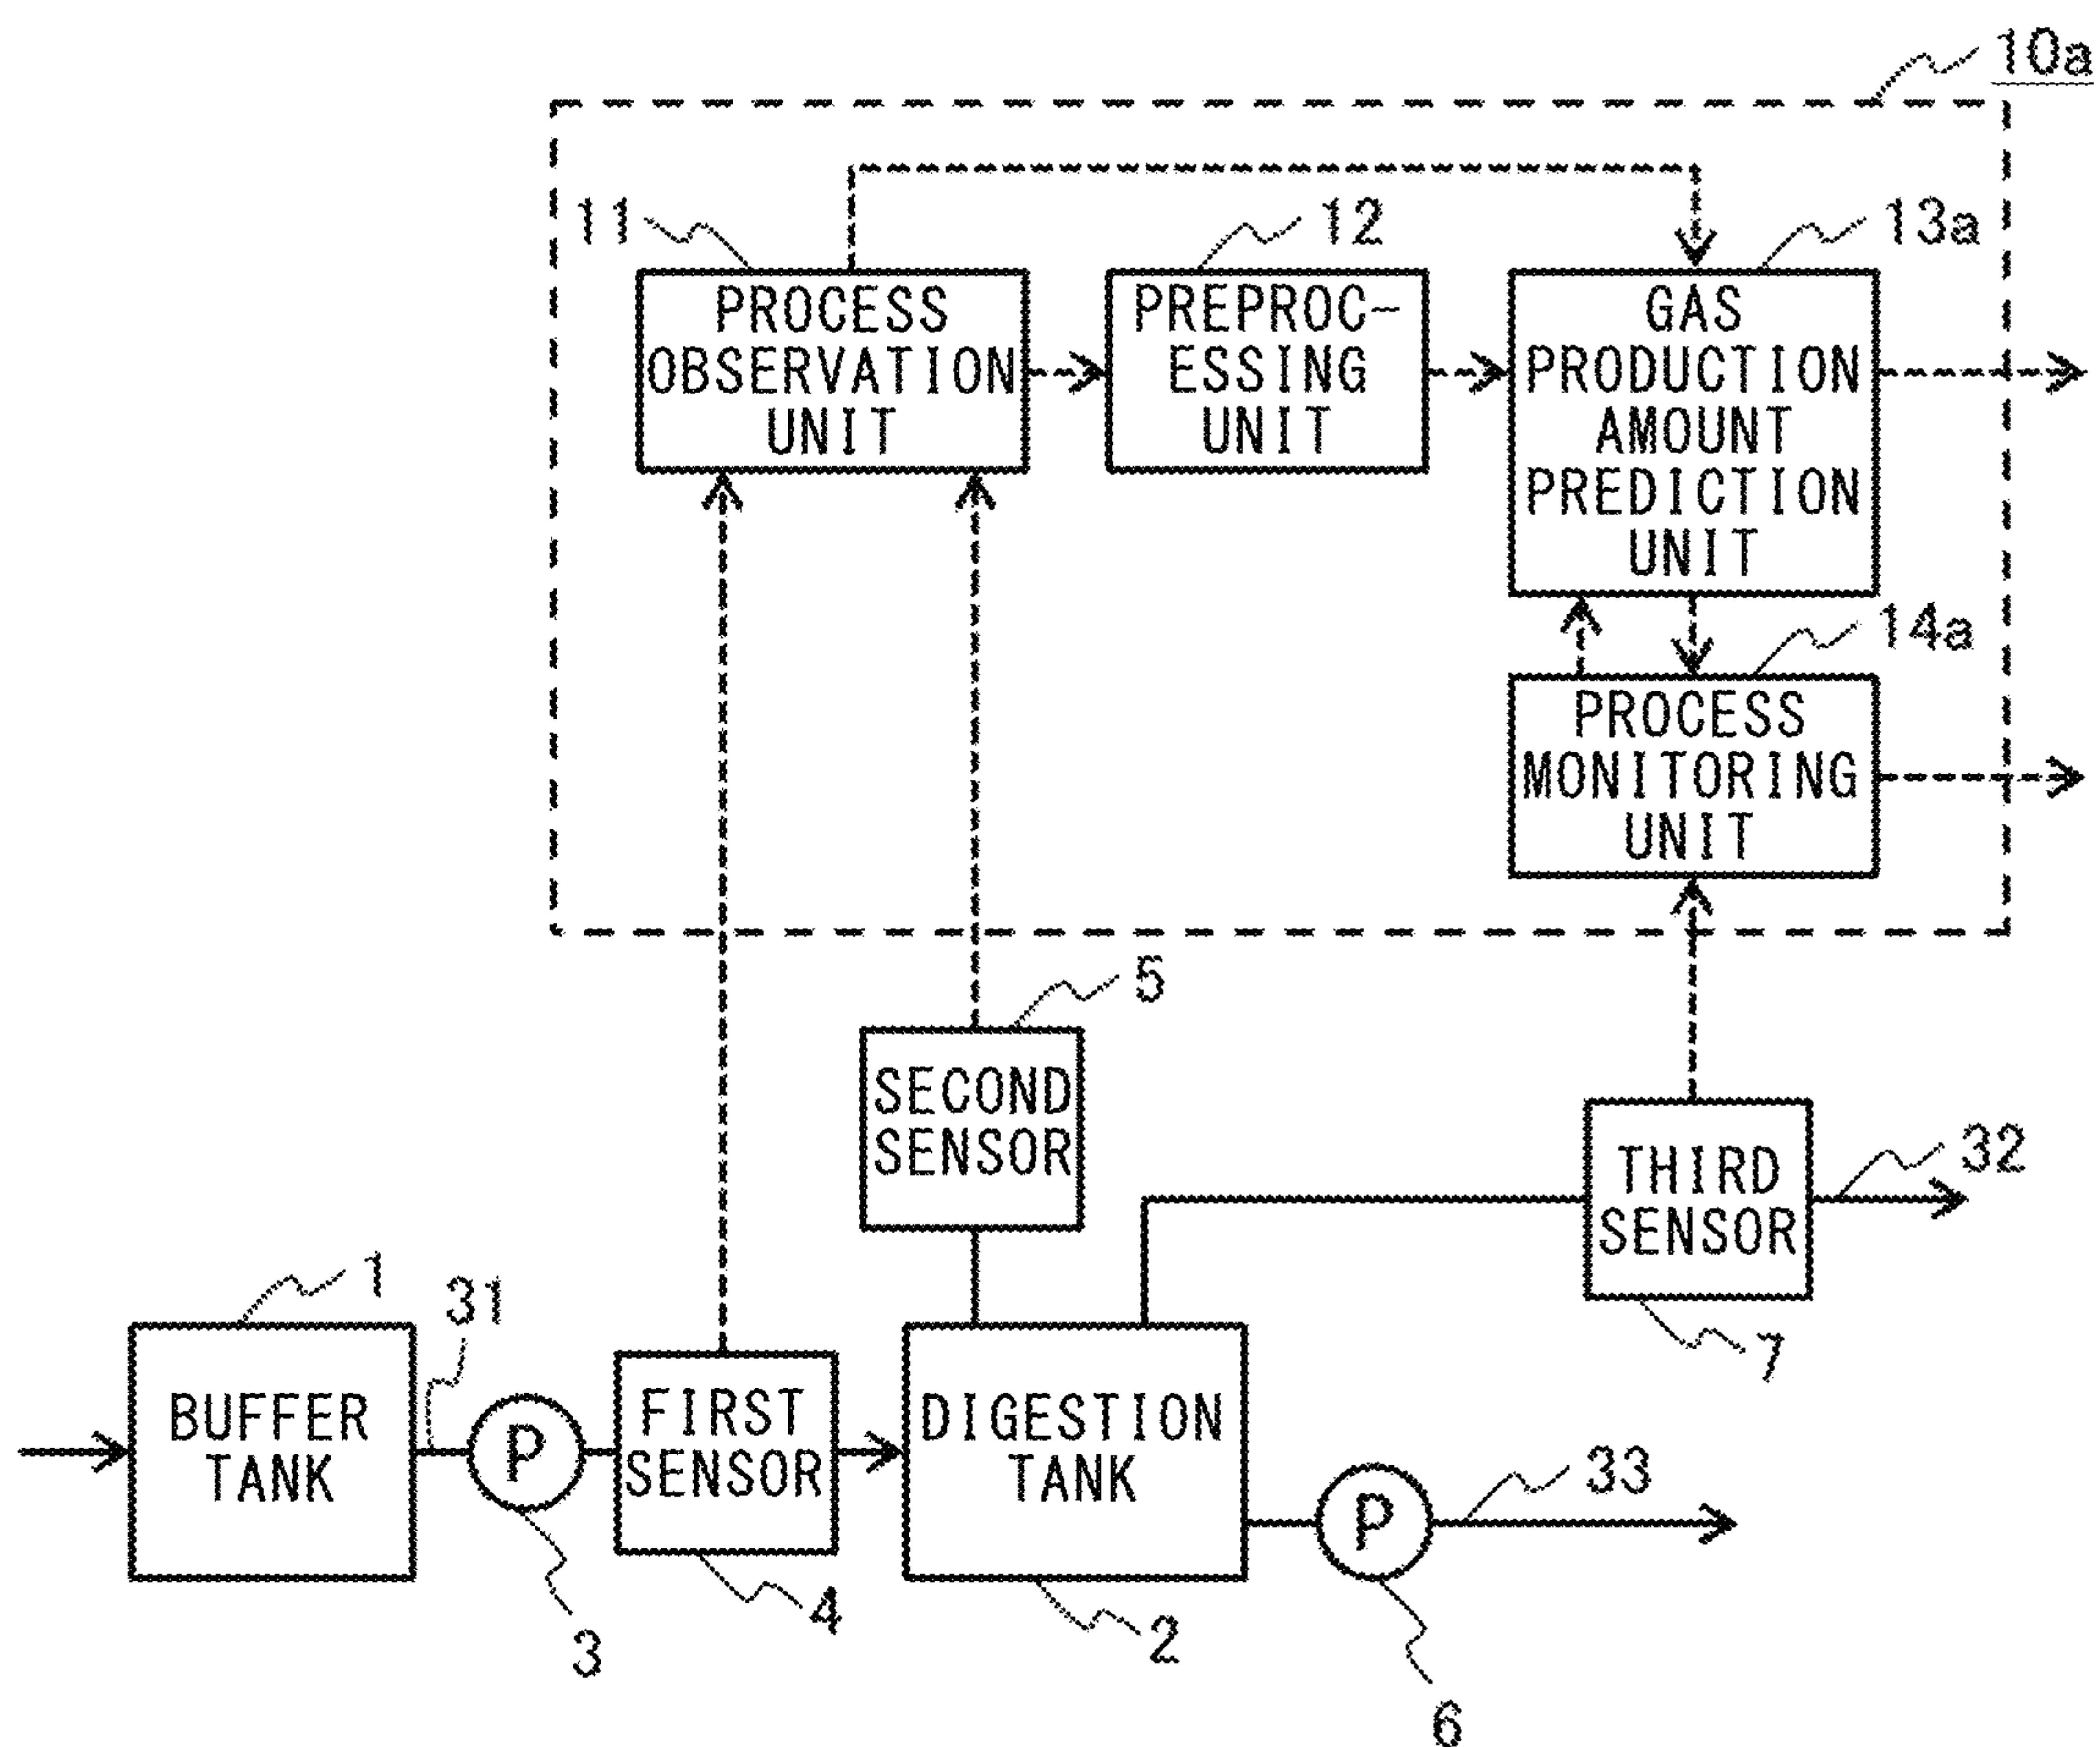 10a
11
12
13a
PROCESS
OBSERVATION
UNIT
PREPROC-
ESSING
UNIT
GAS
PRODUCTION
AMOUNT
PREDICTION
UNIT
14a
PROCESS
MONITORING
UNIT
5
SECOND
SENSOR
THIRD
SENSOR
32
7
1
31
BUFFER
TANK
P
3
FIRST
SENSOR
4
DIGESTION
TANK
2
P
33
6